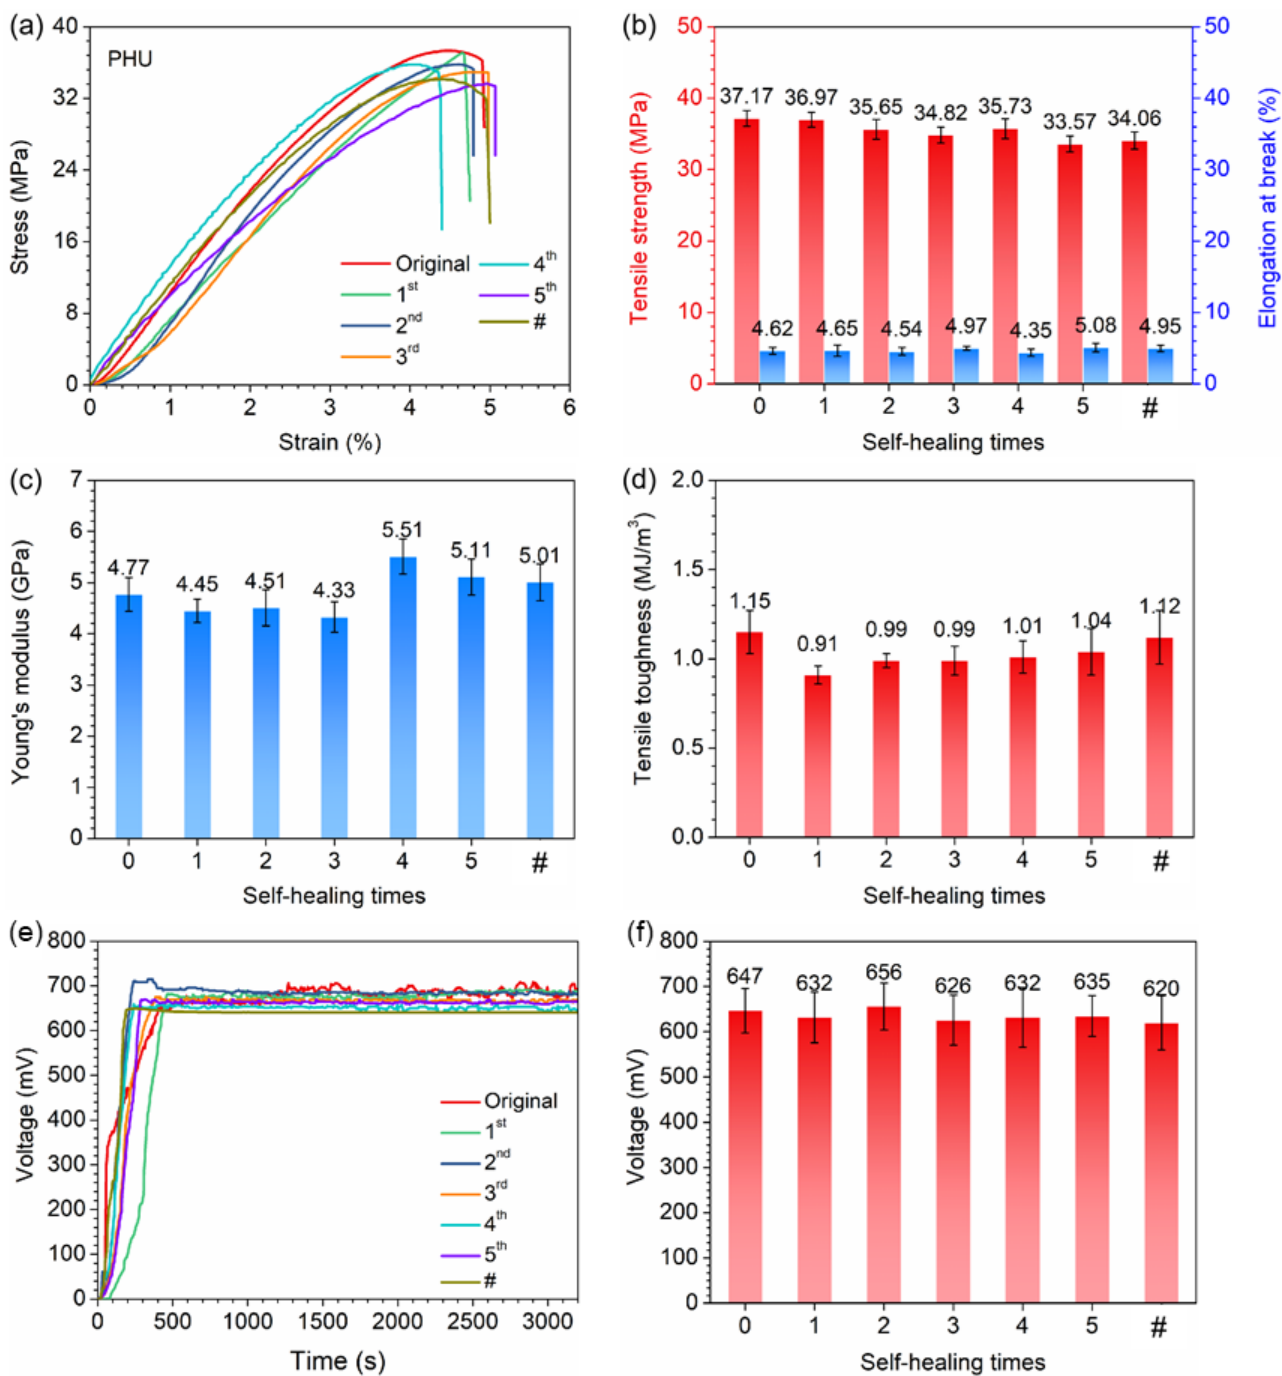 (a)
PHU
Stress (MPa)
40
32
24
16
8
0
0 1 2 3 4 5 6
Strain (%)
Original
1st
2nd
3rd
4th
5th
#
(b)
Tensile strength (MPa)
50
40
30
20
10
0
37.17 36.97 35.65 34.82 35.73 33.57 34.06
4.62 4.65 4.54 4.97 4.35 5.08 4.95
0 1 2 3 4 5 #
Self-healing times
50
40
30
20
10
0
Elongation at break (%)
(c)
Young's modulus (GPa)
7
6
5
4
3
2
1
0
4.77 4.45 4.51 4.33 5.51 5.11 5.01
0 1 2 3 4 5 #
Self-healing times
(d)
Tensile toughness (MJ/m3)
2.0
1.5
1.0
0.5
0.0
1.15 0.91 0.99 0.99 1.01 1.04 1.12
0 1 2 3 4 5 #
Self-healing times
(e)
Voltage (mV)
800
700
600
500
400
300
200
100
0
0 500 1000 1500 2000 2500 3000
Time (s)
Original
1st
2nd
3rd
4th
5th
#
(f)
Voltage (mV)
800
700
600
500
400
300
200
100
0
647 632 656 626 632 635 620
0 1 2 3 4 5 #
Self-healing times